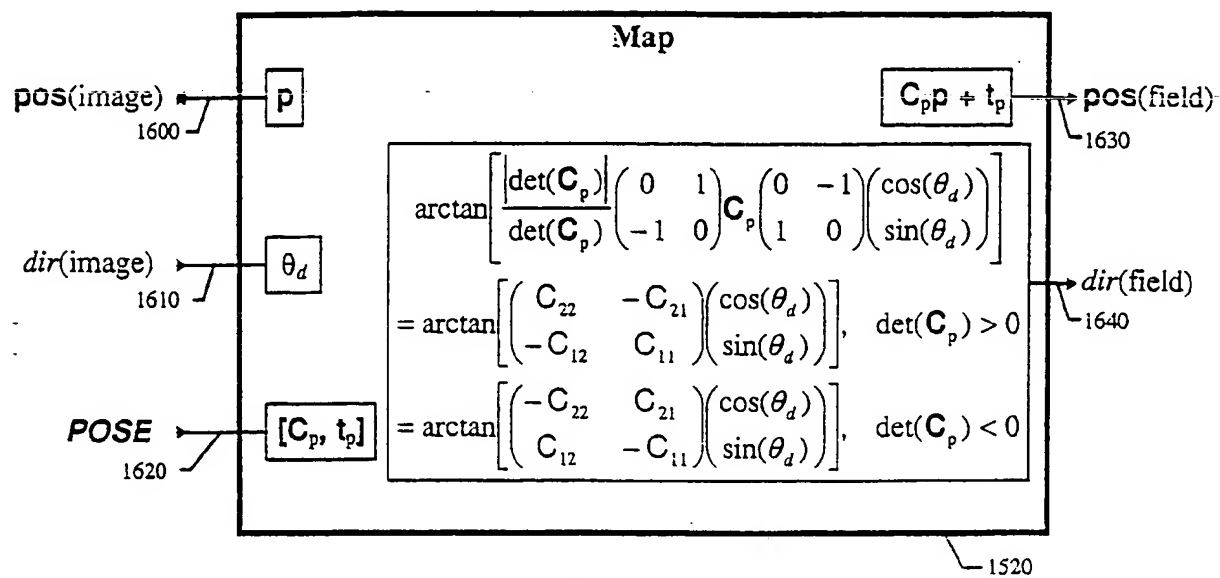 Map
pos(image)
1600
p
C_p p + t_p
pos(field)
1630
arctan[ |det(C_p)| / det(C_p) ( 0 1 ; −1 0 ) C_p ( 0 −1 ; 1 0 ) ( cos(θ_d) ; sin(θ_d) ) ]
dir(image)
1610
θ_d
= arctan[ ( C_22 −C_21 ; −C_12 C_11 ) ( cos(θ_d) ; sin(θ_d) ) ], det(C_p) > 0
dir(field)
1640
POSE
1620
[C_p, t_p]
= arctan[ ( −C_22 C_21 ; C_12 −C_11 ) ( cos(θ_d) ; sin(θ_d) ) ], det(C_p) < 0
1520